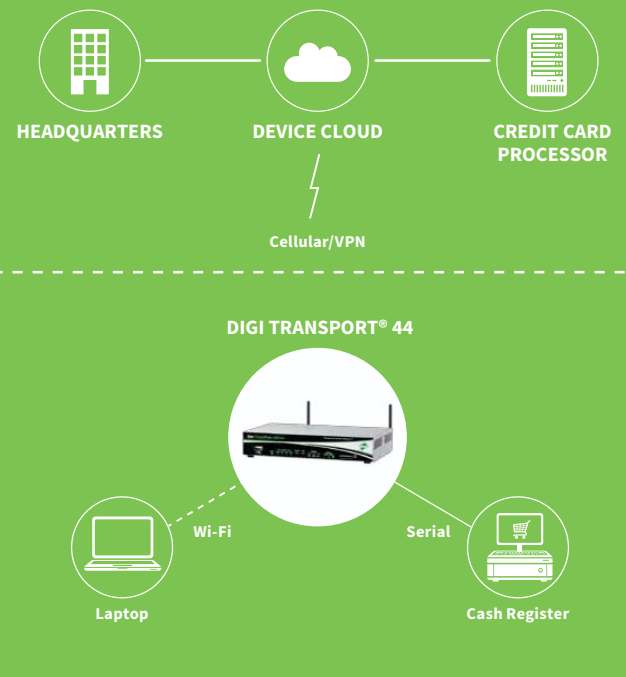 HEADQUARTERS
DEVICE CLOUD
CREDIT CARD
PROCESSOR
Cellular/VPN
DIGI TRANSPORT® 44
Wi-Fi
Serial
Laptop
Cash Register